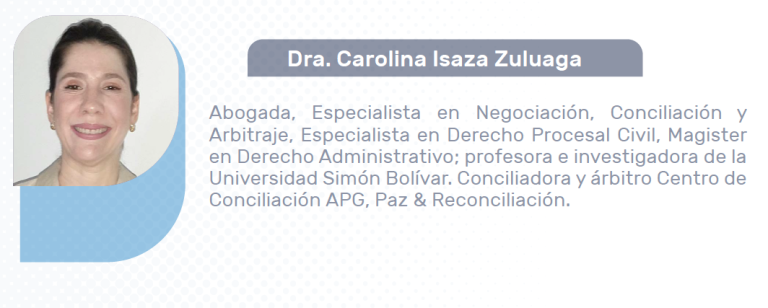 Dra. Carolina Isaza Zuluaga
Abogada, Especialista en Negociación, Conciliación y
Arbitraje, Especialista en Derecho Procesal Civil, Magister
en Derecho Administrativo; profesora e investigadora de la
Universidad Simón Bolívar. Conciliadora y árbitro Centro de
Conciliación APG, Paz & Reconciliación.